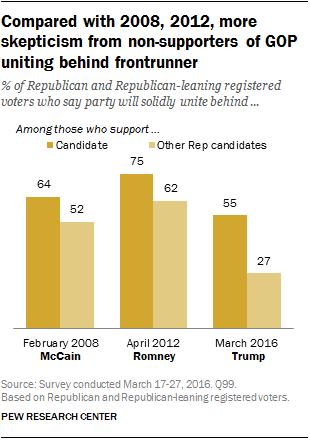 Compared with 2008, 2012, more
skepticism from non-supporters of GOP
uniting behind frontrunner
% of Republican and Republican-leaning registered
voters who say party will solidly unite behind ...
Among those who support ...
Candidate Other Rep candidates
64 52 75 62 55 27
February 2008 April 2012 March 2016
McCain Romney Trump
Source: Survey conducted March 17-27, 2016. Q99.
Based on Republican and Republican-leaning registered voters.
PEW RESEARCH CENTER